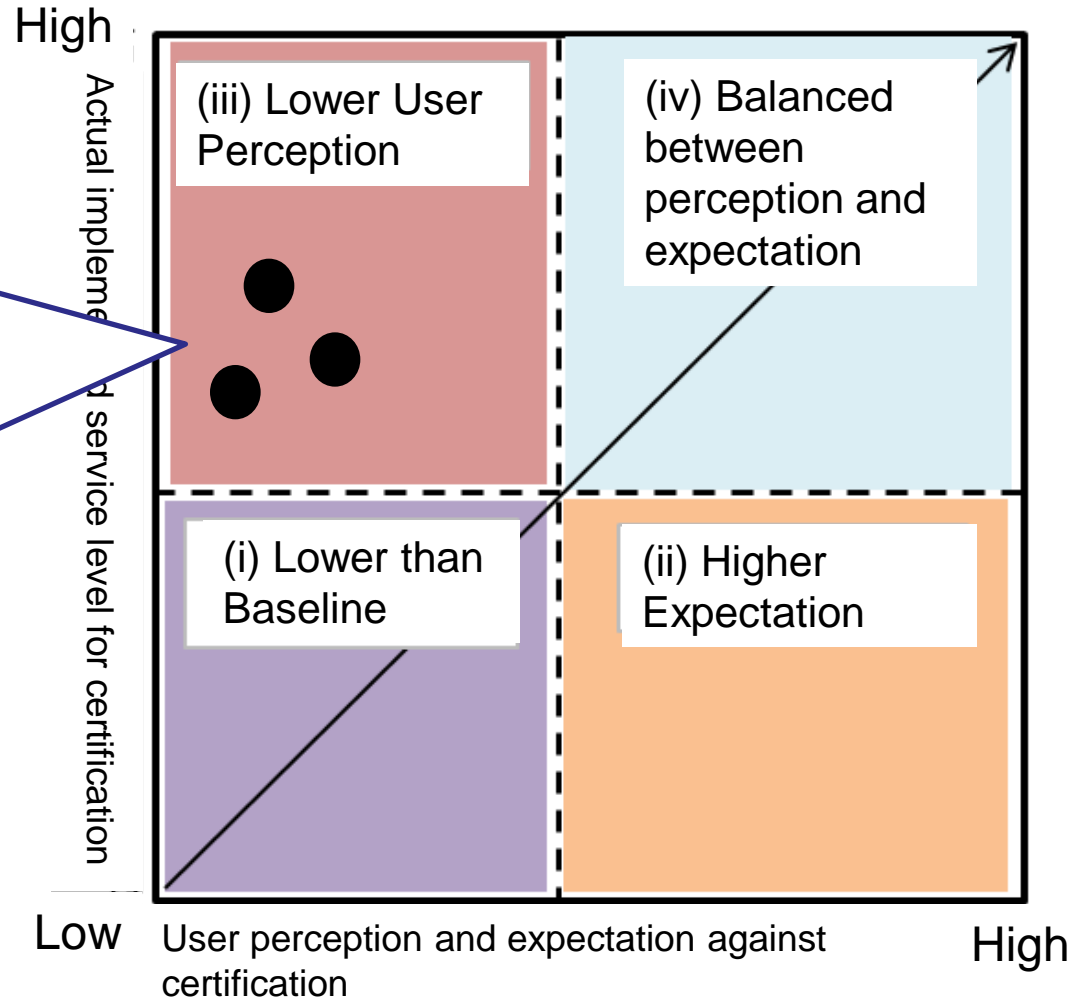 High
Actual impleme d service level for certification
(iii) Lower User
Perception
(iv) Balanced
between
perception and
expectation
(i) Lower than
Baseline
(ii) Higher
Expectation
Low
User perception and expectation against
certification
High